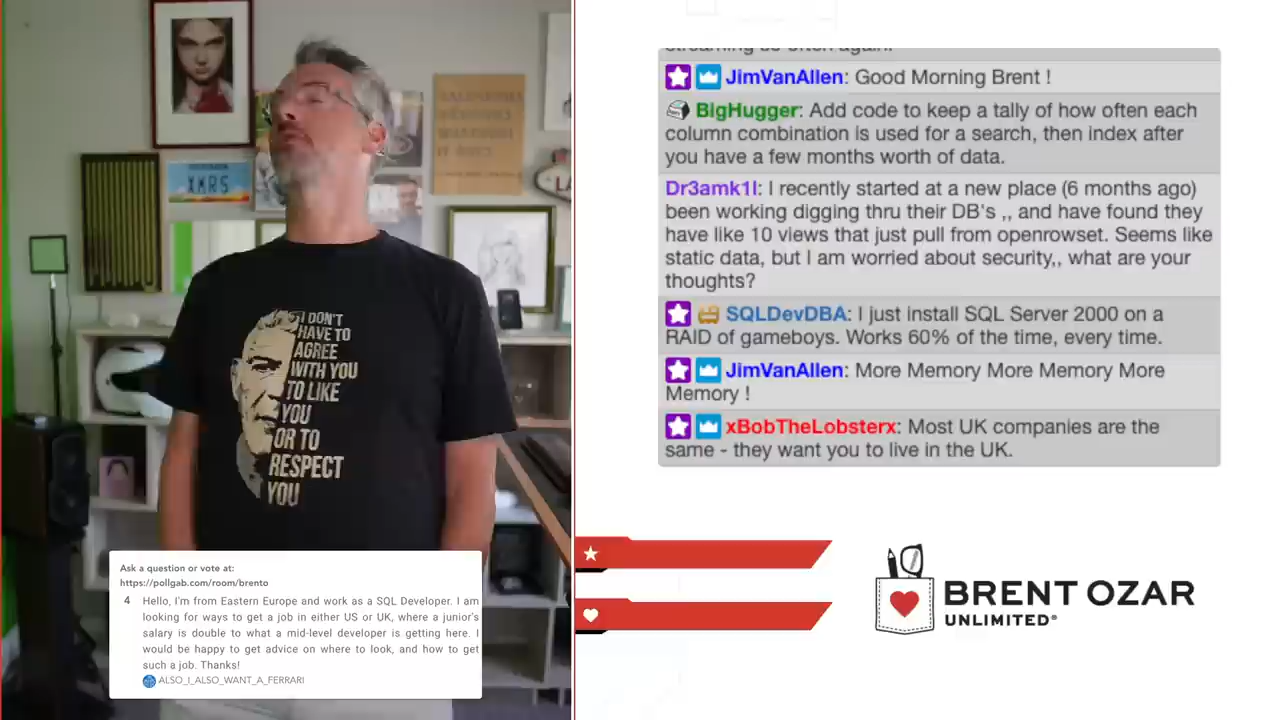 XMRS
I DON'T
HAVE TO
AGREE
WITH YOU
TO LIKE
YOU
OR TO
RESPECT
YOU
Ask a question or vote at:
https://pollgab.com/room/brento
4 Hello, I'm from Eastern Europe and work as a SQL Developer. I am
looking for ways to get a job in either US or UK, where a junior's
salary is double to what a mid-level developer is getting here. I
would be happy to get advice on where to look, and how to get
such a job. Thanks!
ALSO_I_ALSO_WANT_A_FERRARI
streaming so often again!
JimVanAllen: Good Morning Brent !
BigHugger: Add code to keep a tally of how often each
column combination is used for a search, then index after
you have a few months worth of data.
Dr3amk1l: I recently started at a new place (6 months ago)
been working digging thru their DB's ,, and have found they
have like 10 views that just pull from openrowset. Seems like
static data, but I am worried about security,, what are your
thoughts?
SQLDevDBA: I just install SQL Server 2000 on a
RAID of gameboys. Works 60% of the time, every time.
JimVanAllen: More Memory More Memory More
Memory !
xBobTheLobsterx: Most UK companies are the
same - they want you to live in the UK.
BRENT OZAR
UNLIMITED®